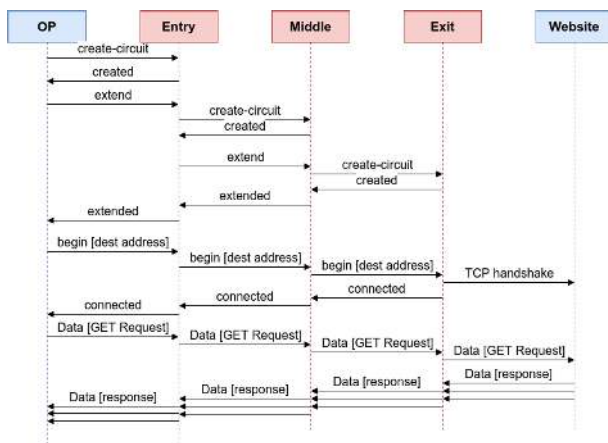 OP Entry Middle Exit Website
create-circuit
created
extend
create-circuit
created
extend create-circuit
created
extended
extended
begin [dest address]
begin [dest address]
begin [dest address]
TCP handshake
connected
connected
connected
Data [GET Request]
Data [GET Request]
Data [GET Request]
Data [GET Request]
Data [response]
Data [response]
Data [response]
Data [response]